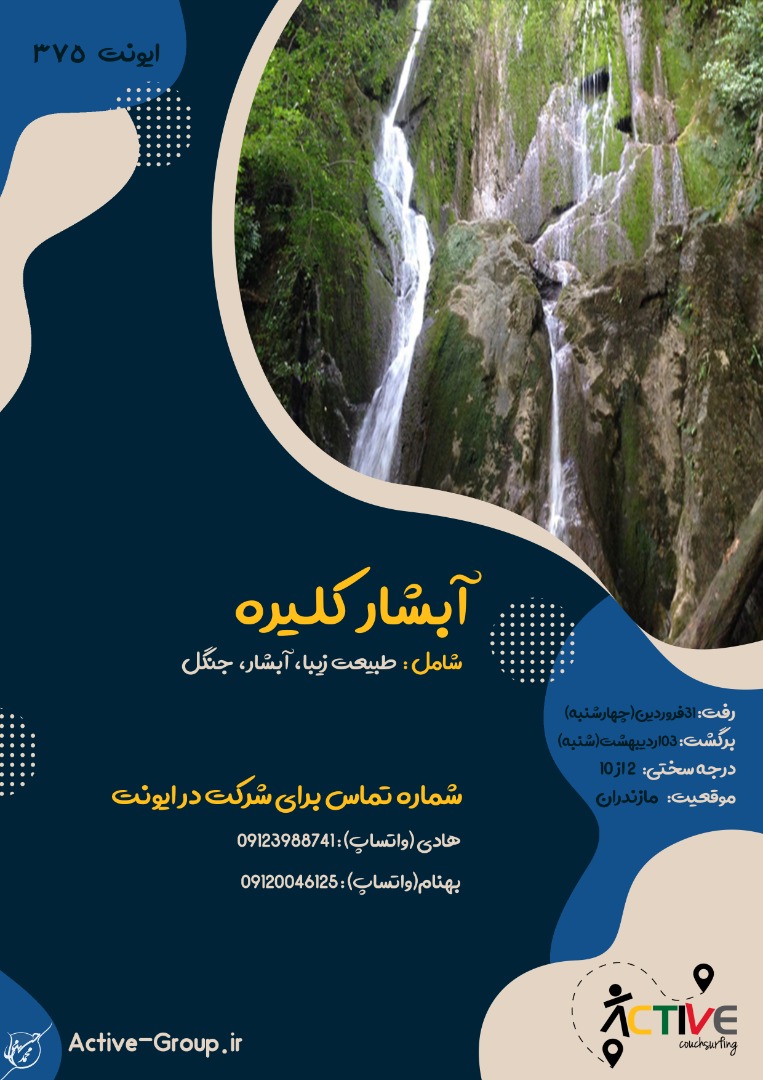 ایونت ۳۷۵
آبشار کلیره
شامل : طبیعت زیبا، آبشار، جنگل
رفت: 31فروردین(چهارشنبه)
برگشت: 03اردیبهشت(شنبه)
درجه سختی: 2 از 10
موقعیت: مازندران
شماره تماس برای شرکت در ایونت
هادی (واتساپ) : 09123988741
بهنام(واتساپ) : 09120046125
ACTIVE
couchsurfing
Active-Group.ir